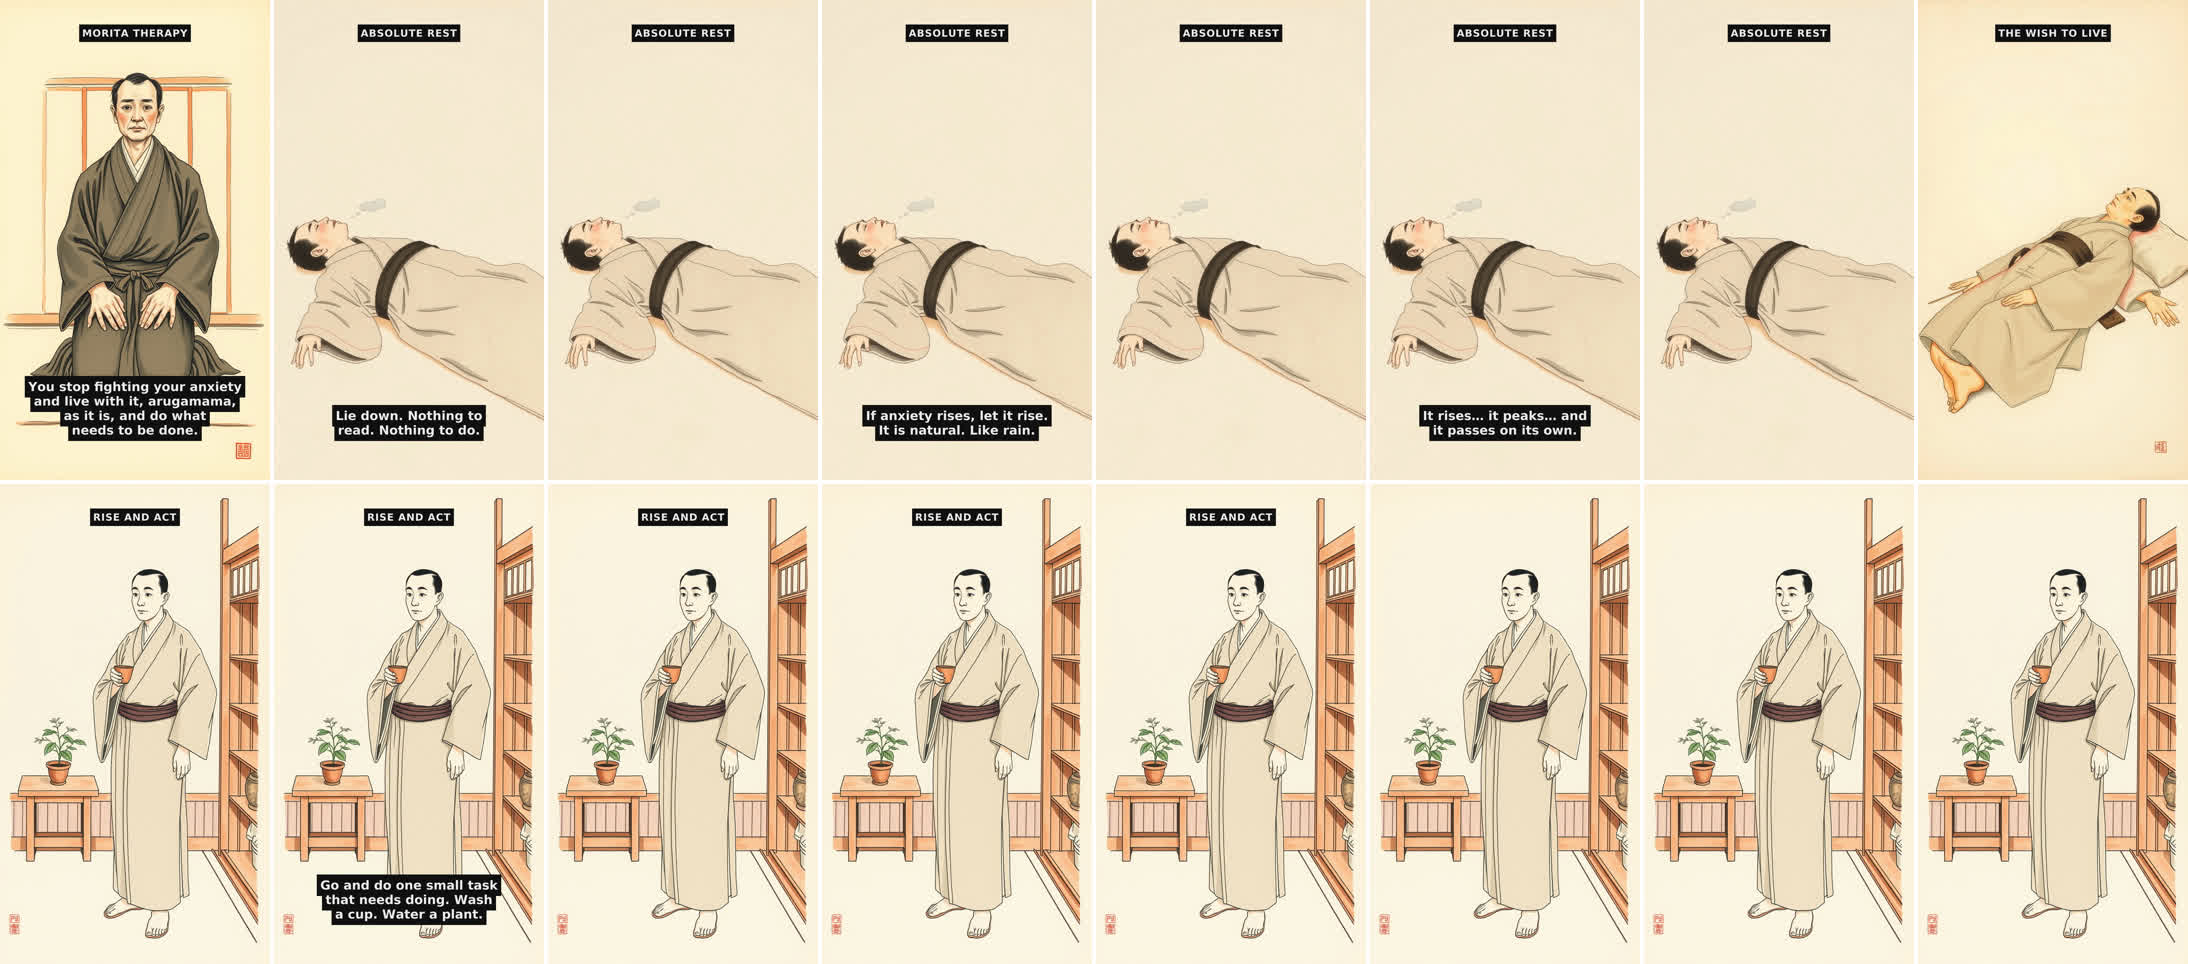 MORITA THERAPY
You stop fighting your anxiety
and live with it, arugamama,
as it is, and do what
needs to be done.
ABSOLUTE REST
Lie down. Nothing to
read. Nothing to do.
ABSOLUTE REST
ABSOLUTE REST
If anxiety rises, let it rise.
It is natural. Like rain.
ABSOLUTE REST
ABSOLUTE REST
It rises… it peaks… and
it passes on its own.
ABSOLUTE REST
THE WISH TO LIVE
RISE AND ACT
RISE AND ACT
Go and do one small task
that needs doing. Wash
a cup. Water a plant.
RISE AND ACT
RISE AND ACT
RISE AND ACT